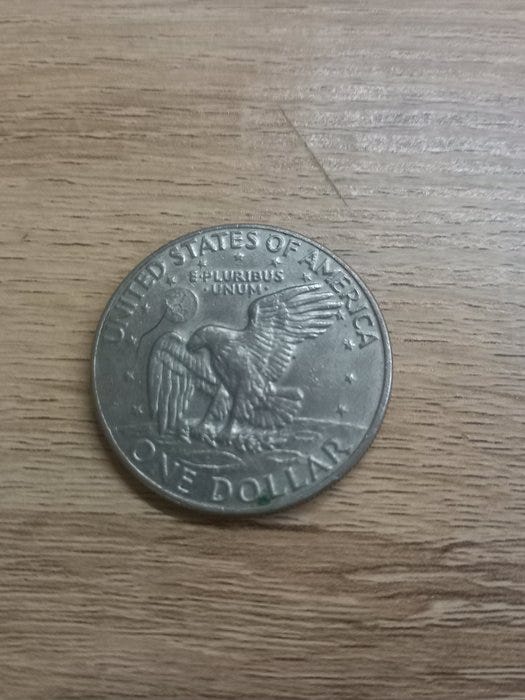 UNITED STATES OF AMERICA
E·PLURIBUS
·UNUM·
ONE DOLLAR